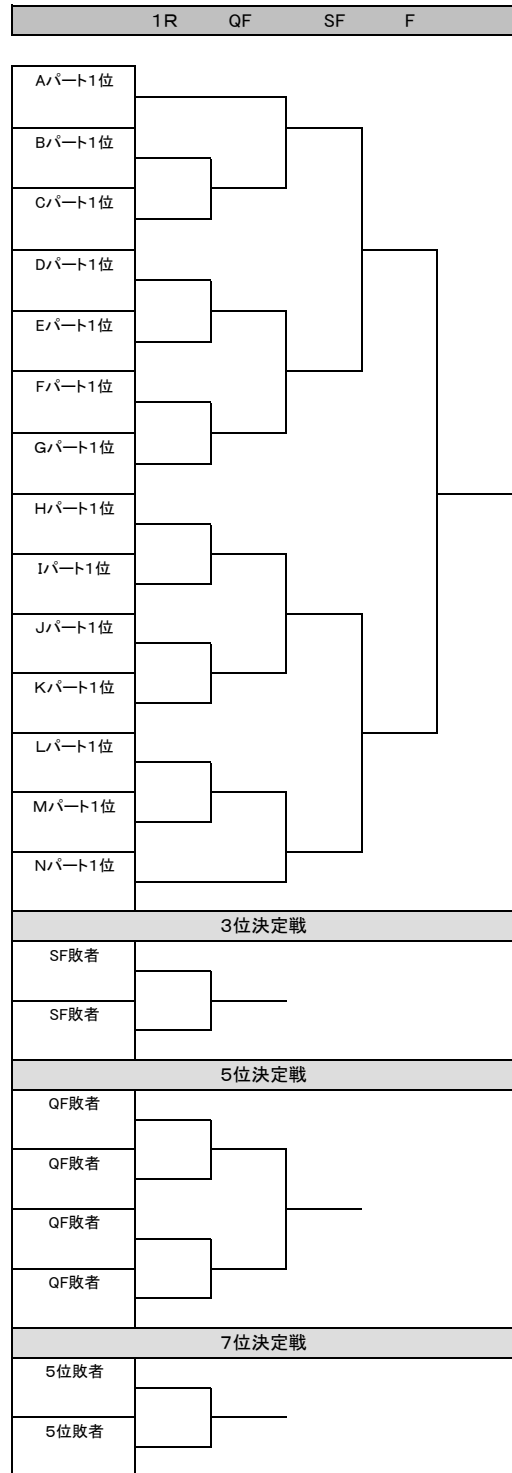 1R QF SF F
Aパート1位
Bパート1位
Cパート1位
Dパート1位
Eパート1位
Fパート1位
Gパート1位
Hパート1位
Iパート1位
Jパート1位
Kパート1位
Lパート1位
Mパート1位
Nパート1位
3位決定戦
SF敗者
SF敗者
5位決定戦
QF敗者
QF敗者
QF敗者
QF敗者
7位決定戦
5位敗者
5位敗者